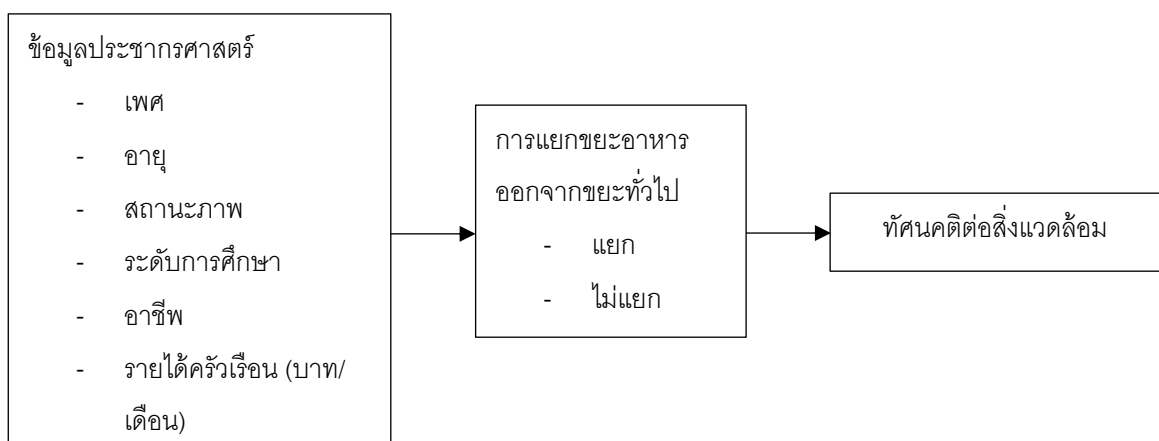 ข้อมูลประชากรศาสตร์
- เพศ
- อายุ
- สถานะภาพ
- ระดับการศึกษา
- อาชีพ
- รายได้ครัวเรือน (บาท/
เดือน)
การแยกขยะอาหาร
ออกจากขยะทั่วไป
- แยก
- ไม่แยก
ทัศนคติต่อสิ่งแวดล้อม